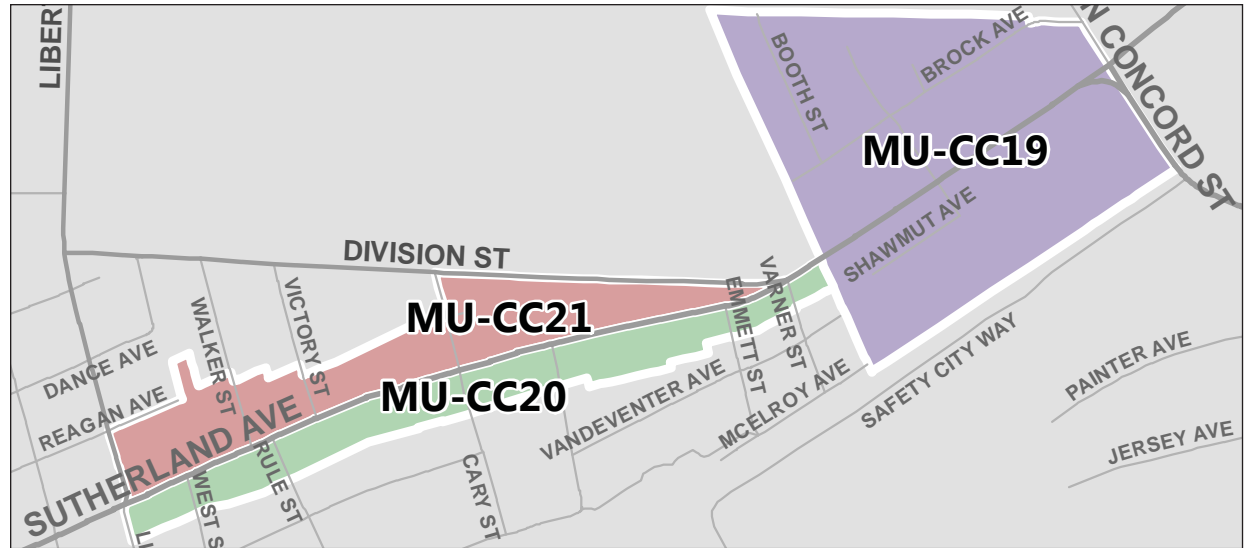 LIBER
N CONCORD ST
BOOTH ST
BROCK AVE
MU-CC19
SHAWMUT AVE
DIVISION ST
VARNER ST
EMMETT ST
VICTORY ST
WALKER ST
MU-CC21
DANCE AVE
REAGAN AVE
MU-CC20
SUTHERLAND AVE
VANDEVENTER AVE
MCELROY AVE
SAFETY CITY WAY
PAINTER AVE
JERSEY AVE
RULE ST
CARY ST
WEST S
LI